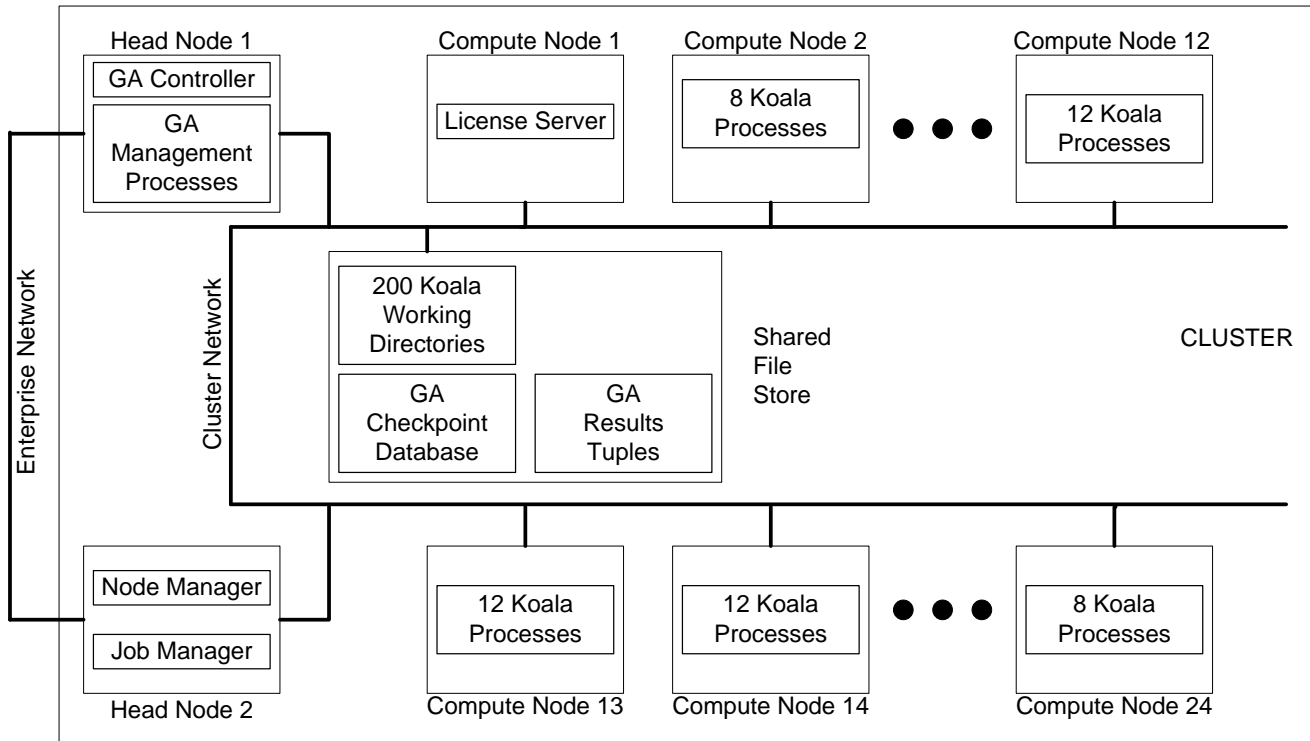 Head Node 1
GA Controller
GA
Management
Processes
Compute Node 1
License Server
Compute Node 2
8 Koala
Processes
Compute Node 12
12 Koala
Processes
Enterprise Network
Cluster Network
200 Koala
Working
Directories
GA
Checkpoint
Database
GA
Results
Tuples
Shared
File
Store
CLUSTER
Node Manager
Job Manager
Head Node 2
12 Koala
Processes
Compute Node 13
12 Koala
Processes
Compute Node 14
8 Koala
Processes
Compute Node 24